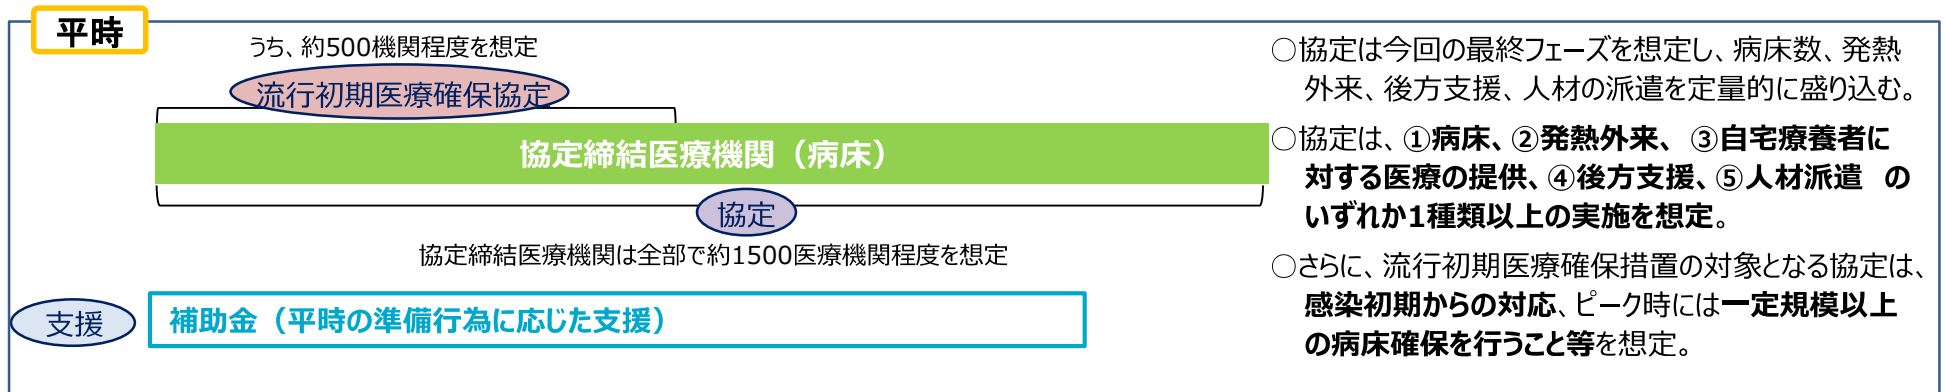 平時
うち、約500機関程度を想定
流行初期医療確保協定
協定締結医療機関（病床）
協定
協定締結医療機関は全部で約1500医療機関程度を想定
支援
補助金（平時の準備行為に応じた支援）
○協定は今回の最終フェーズを想定し、病床数、発熱
外来、後方支援、人材の派遣を定量的に盛り込む。
○協定は、①病床、②発熱外来、 ③自宅療養者に
対する医療の提供、④後方支援、⑤人材派遣 の
いずれか1種類以上の実施を想定。
○さらに、流行初期医療確保措置の対象となる協定は、
感染初期からの対応、ピーク時には一定規模以上
の病床確保を行うこと等を想定。